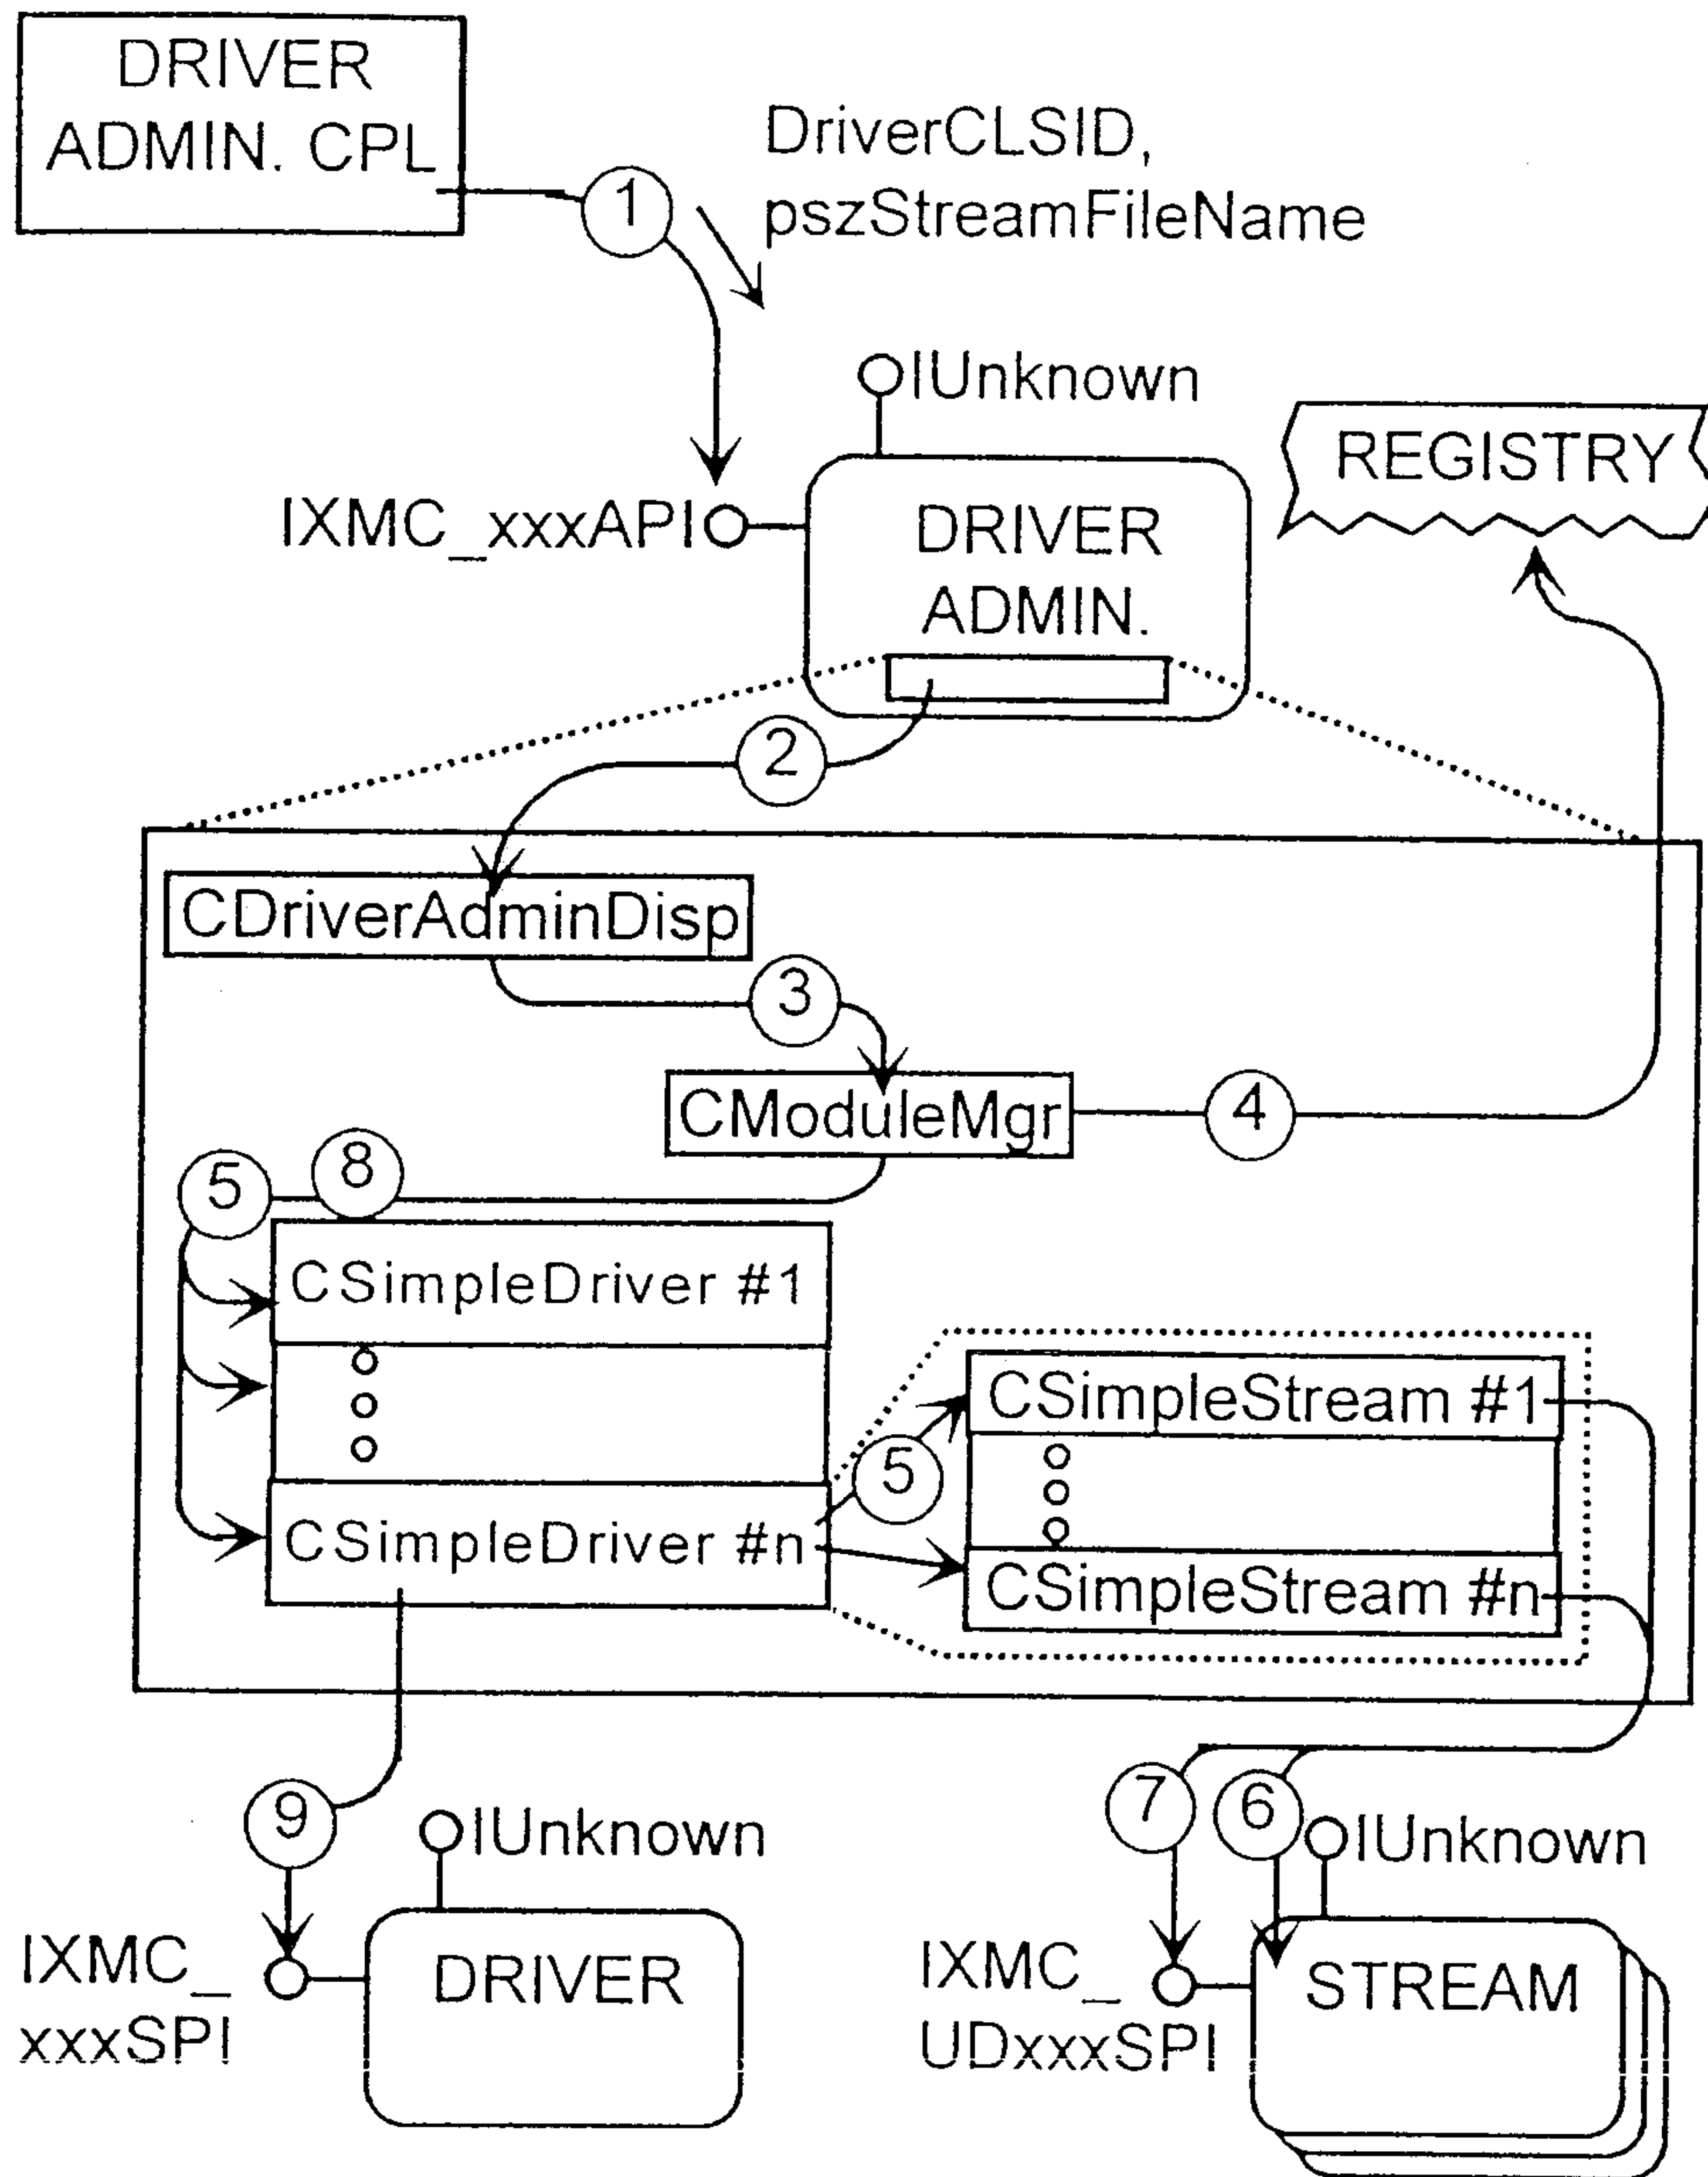 DRIVER
ADMIN. CPL
1
DriverCLSID,
pszStreamFileName
IUnknown
REGISTRY
IXMC_xxxAPI
DRIVER
ADMIN.
2
CDriverAdminDisp
3
CModuleMgr
4
5
8
CSimpleDriver #1
CSimpleStream #1
5
CSimpleDriver #n
CSimpleStream #n
7
6
9
IUnknown
IUnknown
IXMC_
xxxSPI
DRIVER
IXMC_
UDxxxSPI
STREAM